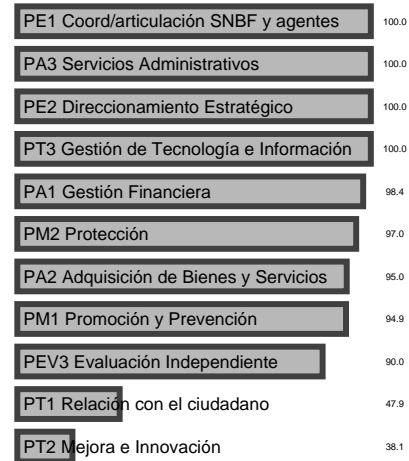 PE1 Coord/articulación SNBF y agentes 100.0
PA3 Servicios Administrativos 100.0
PE2 Direccionamiento Estratégico 100.0
PT3 Gestión de Tecnología e Información 100.0
PA1 Gestión Financiera 98.4
PM2 Protección 97.0
PA2 Adquisición de Bienes y Servicios 95.0
PM1 Promoción y Prevención 94.9
PEV3 Evaluación Independiente 90.0
PT1 Relación con el ciudadano 47.9
PT2 Mejora e Innovación 38.1